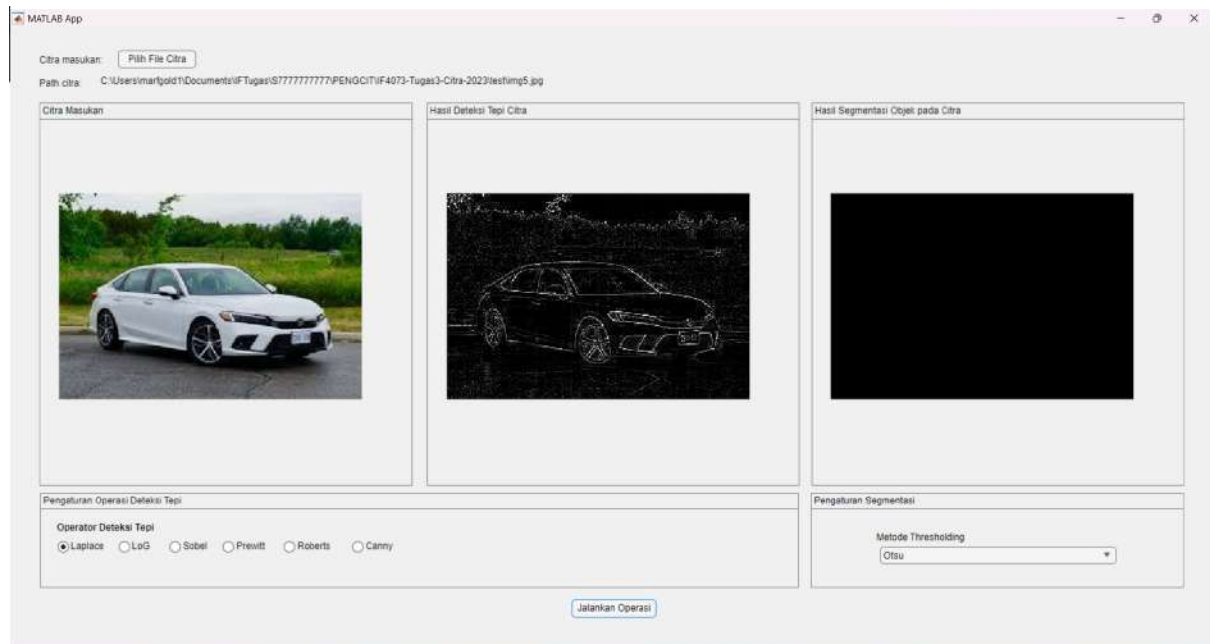 MATLAB App
Citra masukan: Pilih File Citra
Path citra: C:\Users\marfgold1\Documents\IFTugas\S7777777777\PENGCIT\IF4073-Tugas3-Citra-2023\test\img5.jpg
Citra Masukan
Hasil Deteksi Tepi Citra
Hasil Segmentasi Objek pada Citra
Pengaturan Operasi Deteksi Tepi
Operator Deteksi Tepi
Laplace LoG Sobel Prewitt Roberts Canny
Pengaturan Segmentasi
Metode Thresholding
Otsu
Jalankan Operasi